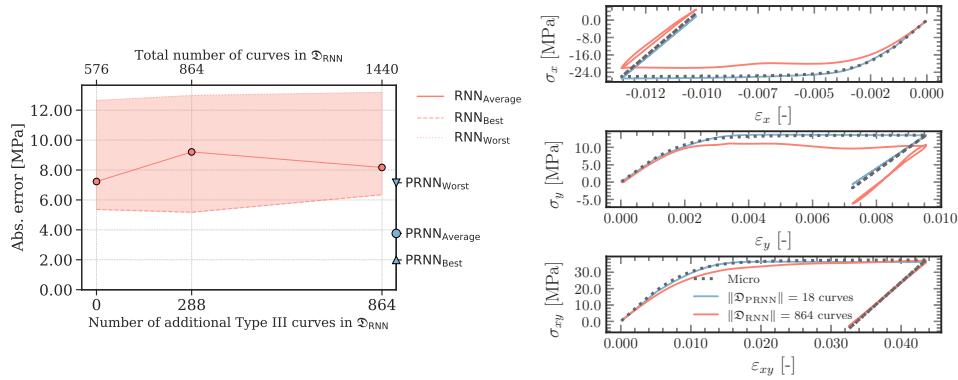 Total number of curves in 𝔇RNN
576 864 1440
12.00
10.00
8.00
6.00
4.00
2.00
0.00
Abs. error [MPa]
0 288 864
Number of additional Type III curves in 𝔇RNN
RNNAverage
RNNBest
RNNWorst
PRNNWorst
PRNNAverage
PRNNBest
0.0
-8.0
-16.0
-24.0
σx [MPa]
-0.012 -0.010 -0.007 -0.005 -0.002 0.000
εx [-]
10.0
5.0
0.0
-5.0
σy [MPa]
0.000 0.002 0.004 0.006 0.008 0.010
εy [-]
30.0
20.0
10.0
0.0
σxy [MPa]
Micro
‖𝔇PRNN‖ = 18 curves
‖𝔇RNN‖ = 864 curves
0.000 0.010 0.020 0.030 0.040
εxy [-]